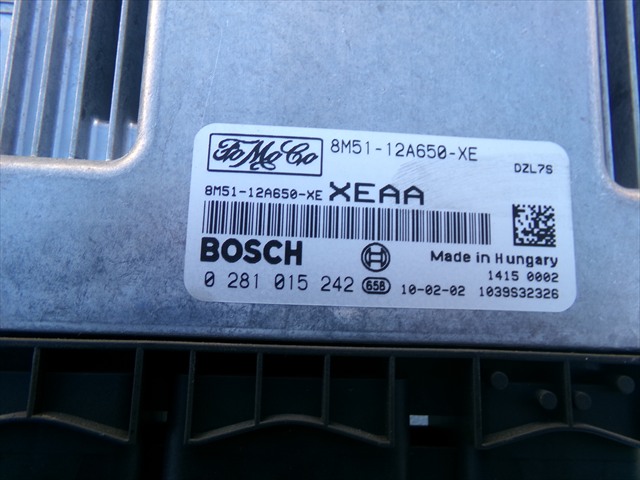 FoMoCo 8M51-12A650-XE
DZL7S
8M51-12A650-XE XEAA
BOSCH
Made in Hungary
1415 0002
0 281 015 242 658 10-02-02 1039S32326